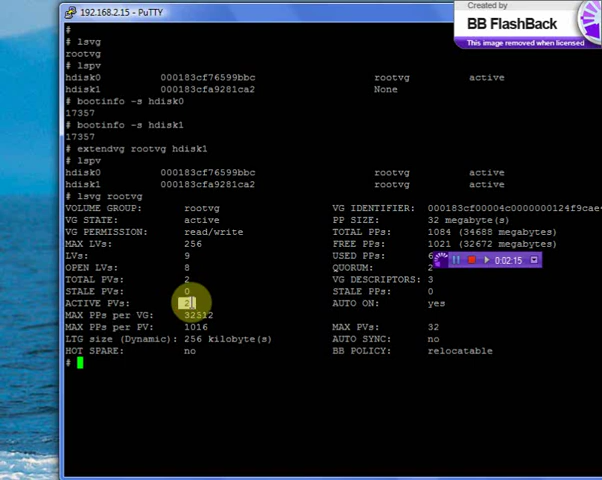 192.168.2.15 - PuTTY
Created by
BB FlashBack
This image removed when licensed
#
# lsvg
rootvg
# lspv
hdisk0 000183cf76599bbc rootvg active
hdisk1 000183cfa9281ca2 None
# bootinfo -s hdisk0
17357
# bootinfo -s hdisk1
17357
# extendvg rootvg hdisk1
# lspv
hdisk0 000183cf76599bbc rootvg active
hdisk1 000183cfa9281ca2 rootvg active
# lsvg rootvg
VOLUME GROUP: rootvg VG IDENTIFIER: 000183cf00004c0000000124f9cae
VG STATE: active PP SIZE: 32 megabyte(s)
VG PERMISSION: read/write TOTAL PPs: 1084 (34688 megabytes)
MAX LVs: 256 FREE PPs: 1021 (32672 megabytes)
LVs: 9 USED PPs: 6
0:02:15
OPEN LVs: 8 QUORUM: 2
TOTAL PVs: 2 VG DESCRIPTORS: 3
STALE PVs: 0 STALE PPs: 0
ACTIVE PVs: 2 AUTO ON: yes
MAX PPs per VG: 32512
MAX PPs per PV: 1016 MAX PVs: 32
LTG size (Dynamic): 256 kilobyte(s) AUTO SYNC: no
HOT SPARE: no BB POLICY: relocatable
#